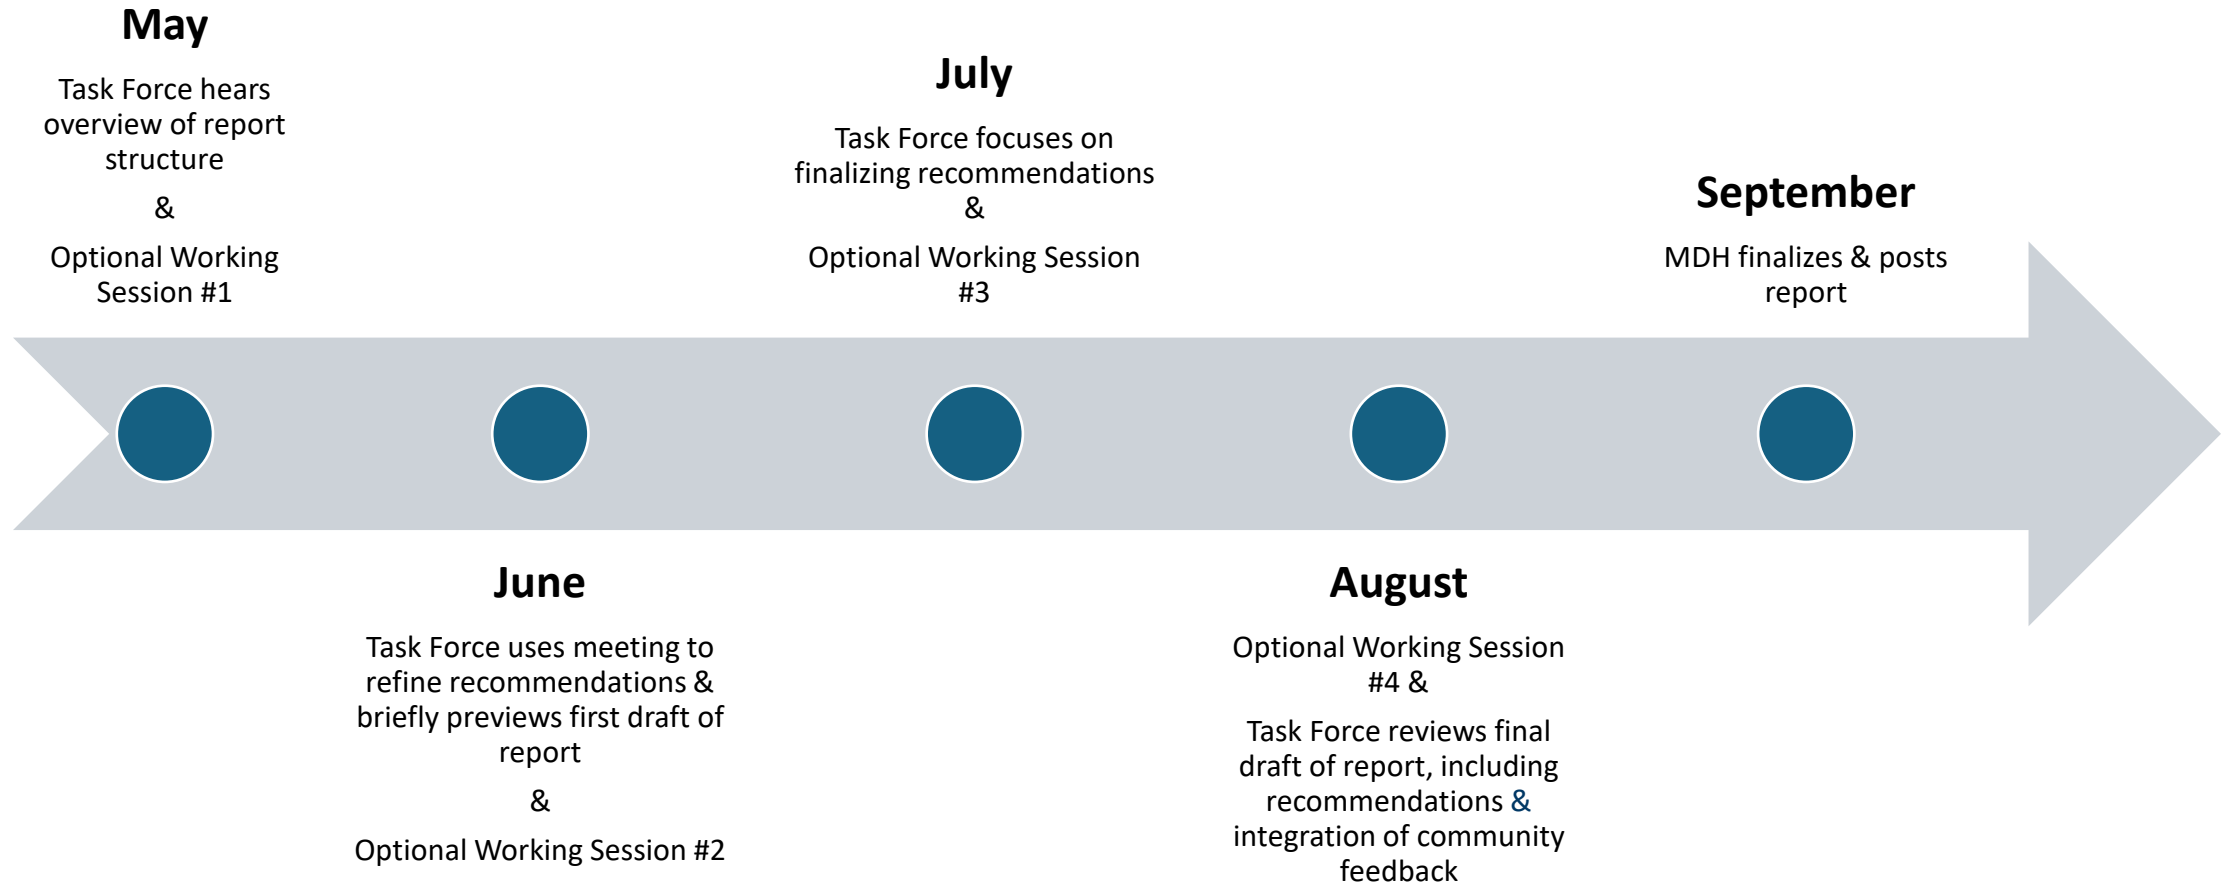 May
Task Force hears
overview of report
structure
&
Optional Working
Session #1
June
Task Force uses meeting to
refine recommendations &
briefly previews first draft of
report
&
Optional Working Session #2
July
Task Force focuses on
finalizing recommendations
&
Optional Working Session
#3
August
Optional Working Session
#4 &
Task Force reviews final
draft of report, including
recommendations &
integration of community
feedback
September
MDH finalizes & posts
report